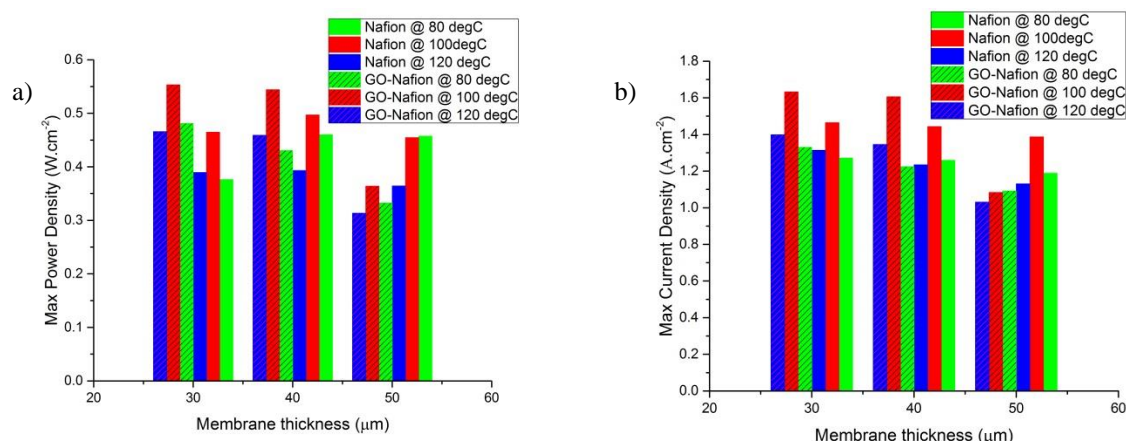 a)
Nafion @ 80 degC
Nafion @ 100degC
Nafion @ 120 degC
GO-Nafion @ 80 degC
GO-Nafion @ 100 degC
GO-Nafion @ 120 degC
Max Power Density (W.cm-2)
0.6
0.5
0.4
0.3
0.2
0.1
0.0
20 30 40 50 60
Membrane thickness (μm)
b)
Nafion @ 80 degC
Nafion @ 100degC
Nafion @ 120 degC
GO-Nafion @ 80 degC
GO-Nafion @ 100 degC
GO-Nafion @ 120 degC
Max Current Density (A.cm-2)
1.8
1.6
1.4
1.2
1.0
0.8
0.6
0.4
0.2
0.0
20 30 40 50 60
Membrane thickness (μm)